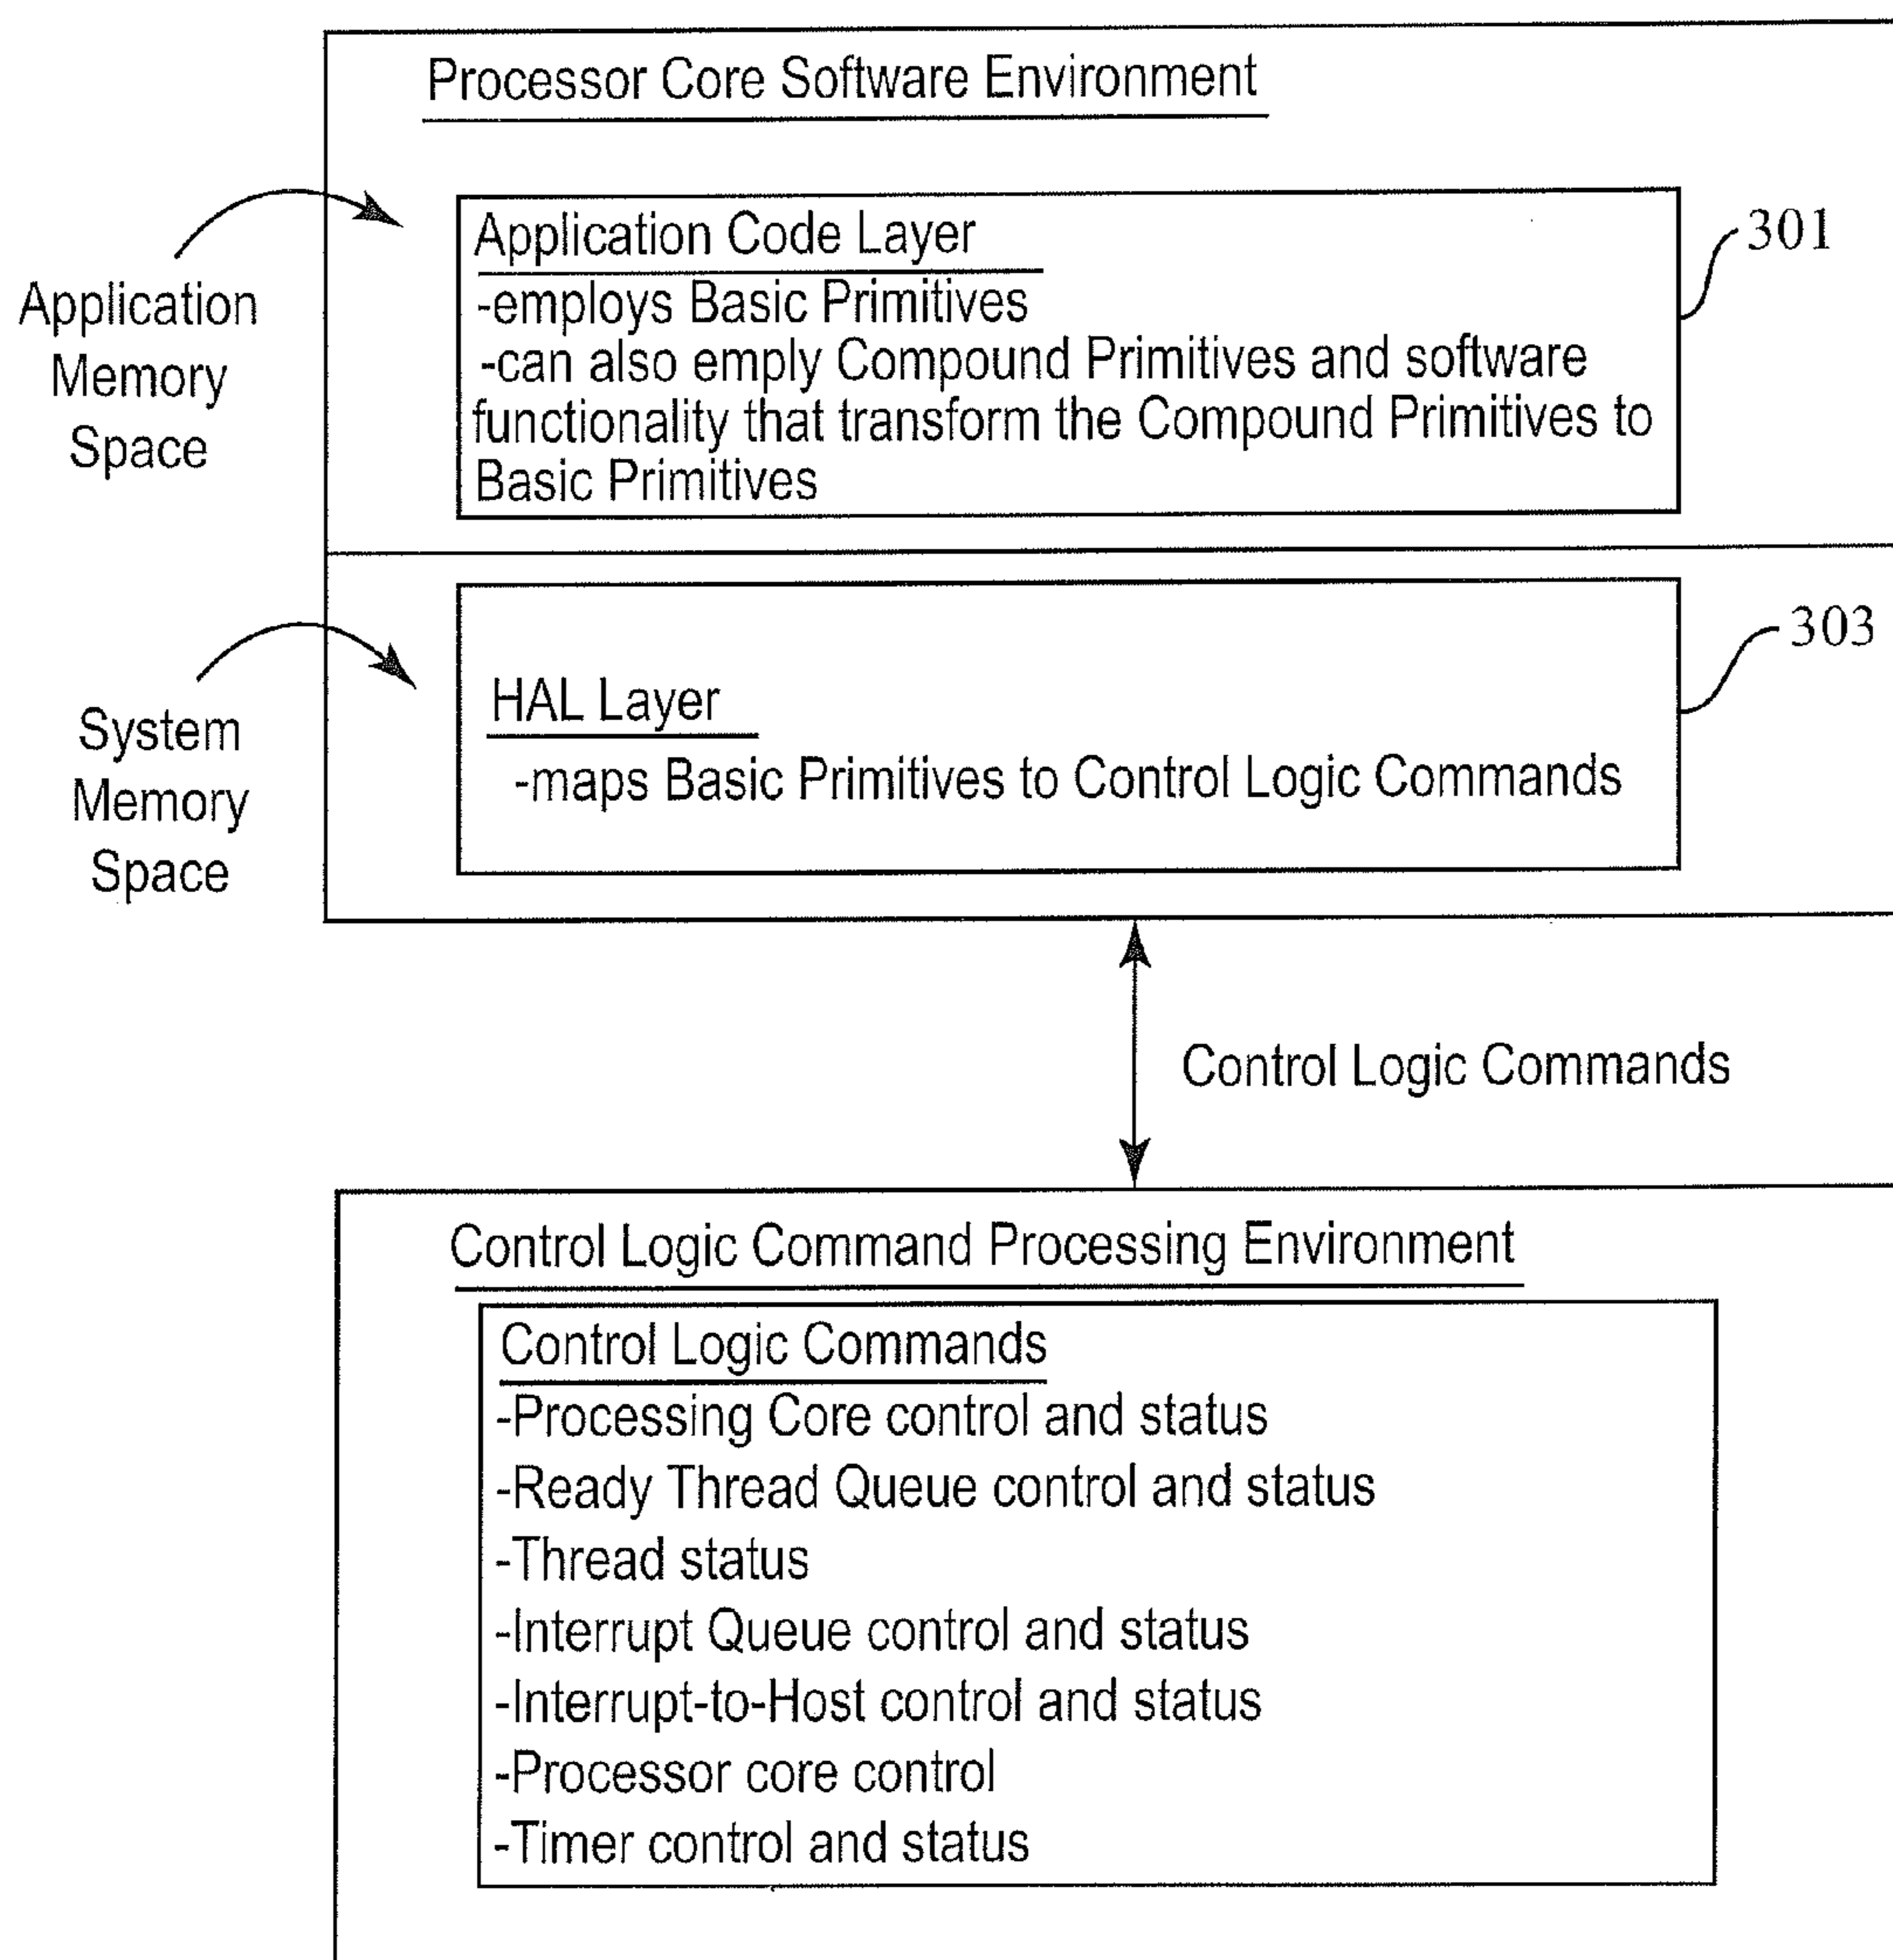 Processor Core Software Environment
Application
Memory
Space
Application Code Layer
-employs Basic Primitives
-can also emply Compound Primitives and software
functionality that transform the Compound Primitives to
Basic Primitives
301
System
Memory
Space
HAL Layer
-maps Basic Primitives to Control Logic Commands
303
Control Logic Commands
Control Logic Command Processing Environment
Control Logic Commands
-Processing Core control and status
-Ready Thread Queue control and status
-Thread status
-Interrupt Queue control and status
-Interrupt-to-Host control and status
-Processor core control
-Timer control and status